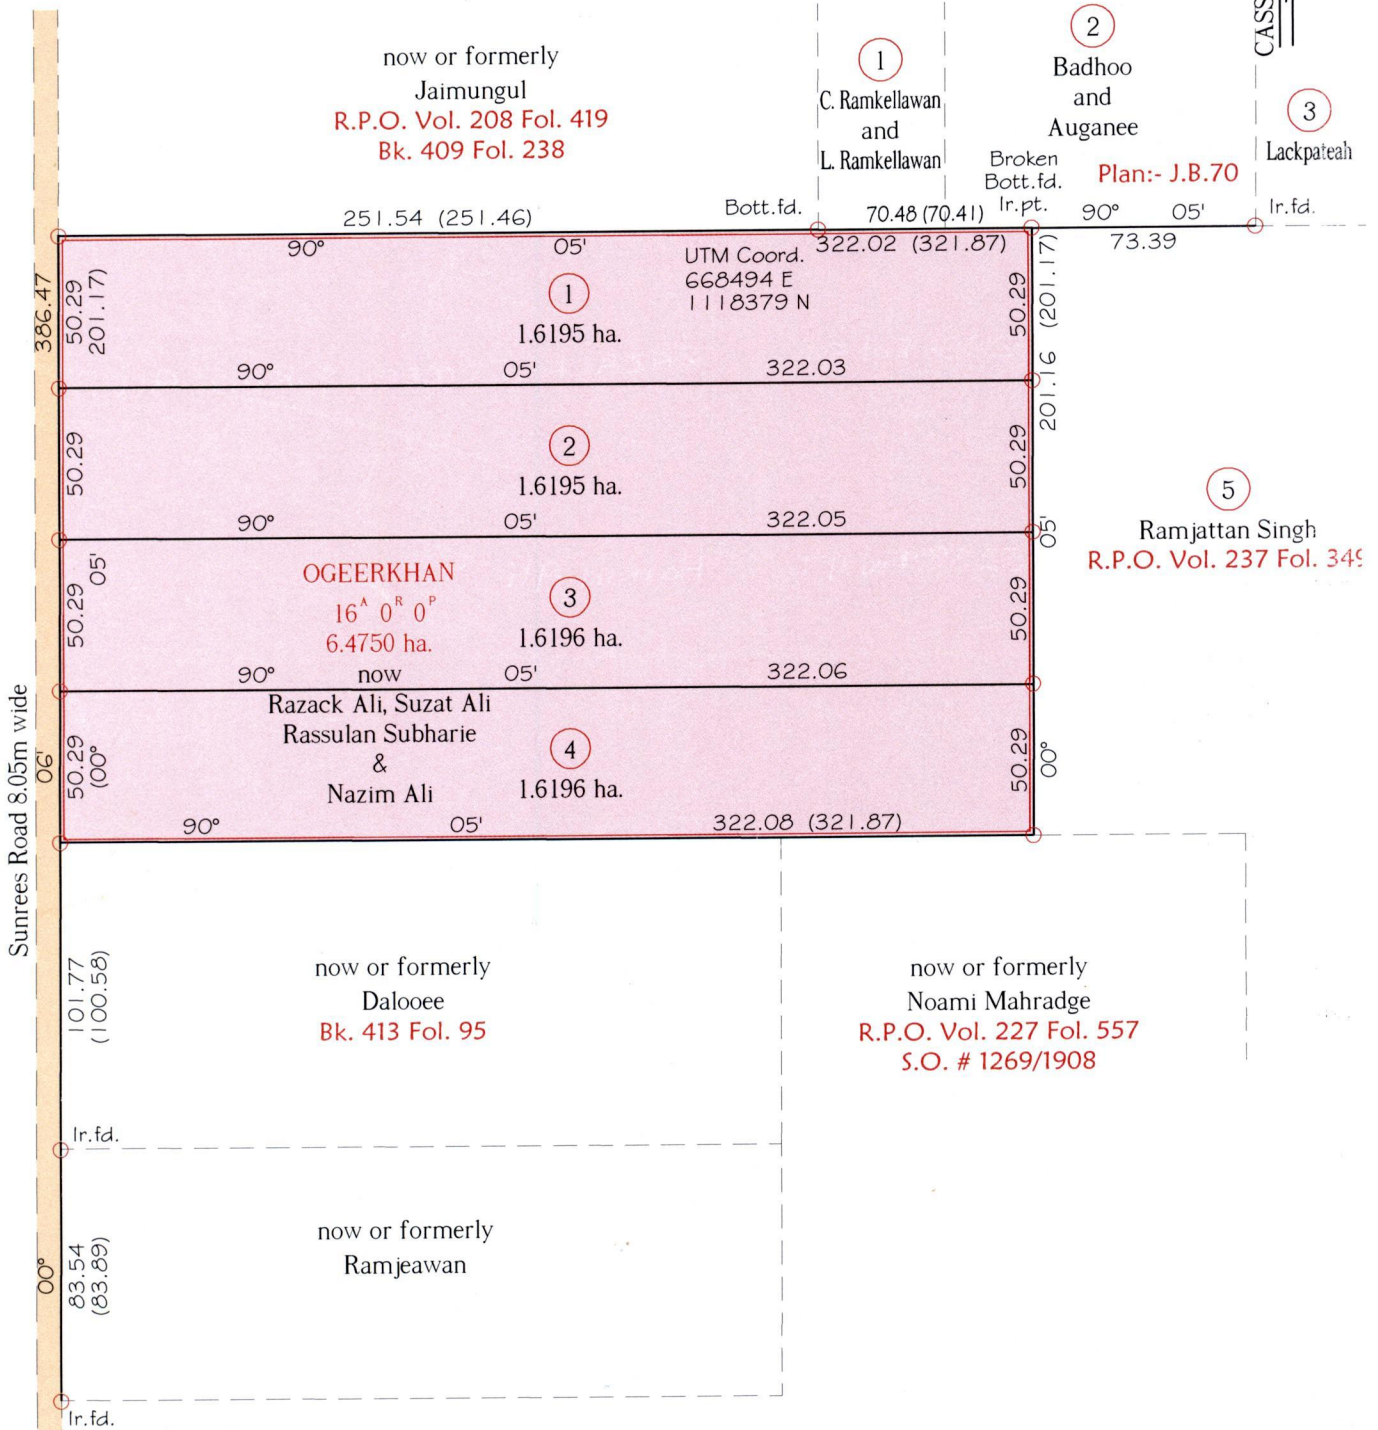 CASS
2
Badhoo
and
Auganee
Plan:- J.B.70
3
Lackpateah
1
C. Ramkellawan
and
L. Ramkellawan
now or formerly
Jaimungul
R.P.O. Vol. 208 Fol. 419
Bk. 409 Fol. 238
Broken
Bott.fd.
Ir.pt.
Bott.fd.
251.54 (251.46)
70.48 (70.41)
90° 05'
73.39
Ir.fd.
90° 05'
322.02 (321.87)
UTM Coord.
668494 E
1118379 N
386.47
50.29
201.17)
1
1.6195 ha.
50.29
201.16 (201.17)
90° 05' 322.03
50.29
2
1.6195 ha.
50.29
90° 05' 322.05
5
Ramjattan Singh
R.P.O. Vol. 237 Fol. 349
50.29
05'
OGEERKHAN
16ᴬ 0ᴿ 0ᴾ
6.4750 ha.
3
1.6196 ha.
50.29
05'
90° 05' 322.06
now
Razack Ali, Suzat Ali
Rassulan Subharie
&
Nazim Ali
4
1.6196 ha.
50.29
(00°
50.29
00°
90° 05' 322.08 (321.87)
Sunrees Road 8.05m wide
06'
00°
101.77
(100.58)
now or formerly
Dalooee
Bk. 413 Fol. 95
now or formerly
Noami Mahradge
R.P.O. Vol. 227 Fol. 557
S.O. # 1269/1908
Ir.fd.
83.54
(83.89)
now or formerly
Ramjeawan
Ir.fd.